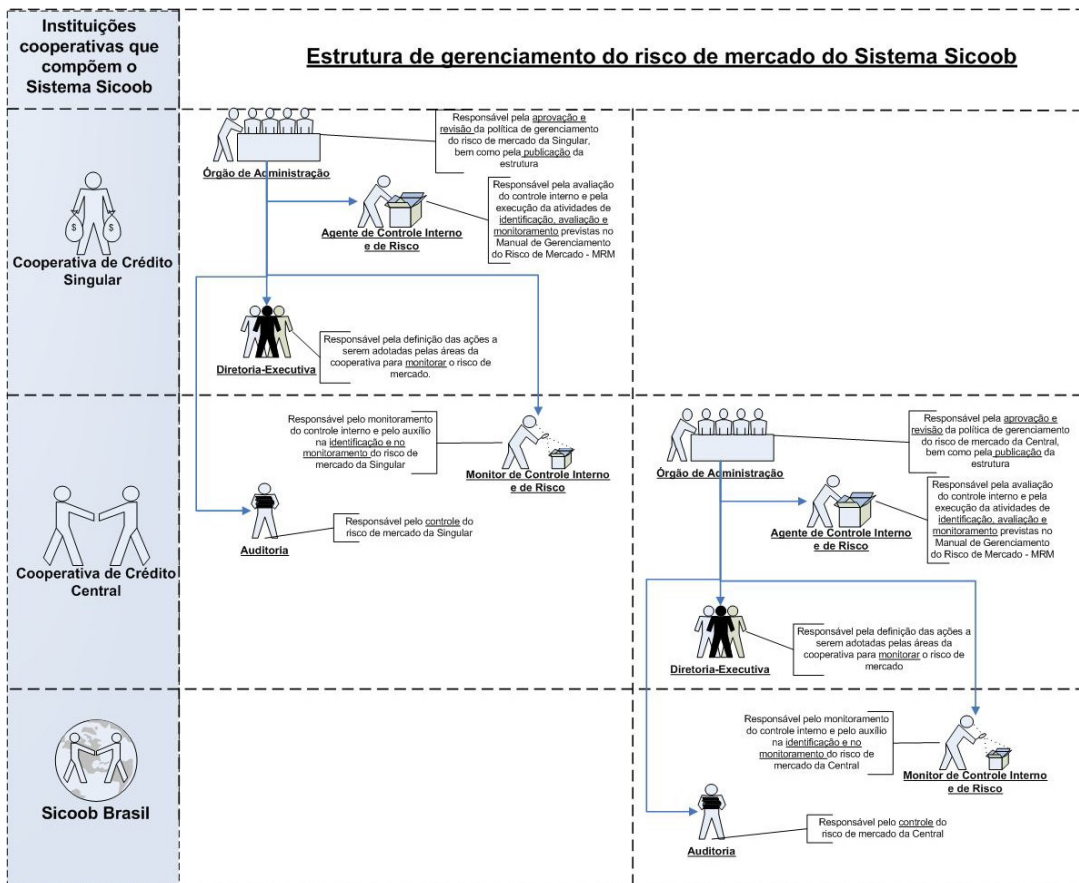 Instituições
cooperativas que
compõem o
Sistema Sicoob
Estrutura de gerenciamento do risco de mercado do Sistema Sicoob
Cooperativa de Crédito
Singular
Órgão de Administração
Responsável pela aprovação e
revisão da política de gerenciamento
do risco de mercado da Singular,
bem como pela publicação da
estrutura
Agente de Controle Interno
e de Risco
Responsável pela avaliação
do controle interno e pela
execução da atividades de
identificação, avaliação e
monitoramento previstas no
Manual de Gerenciamento
do Risco de Mercado - MRM
$
$
Diretoria-Executiva
Responsável pela definição das ações a
serem adotadas pelas áreas da
cooperativa para monitorar o risco de
mercado.
Cooperativa de Crédito
Central
Responsável pelo monitoramento
do controle interno e pelo auxílio
na identificação e no
monitoramento do risco de
mercado da Singular
Monitor de Controle Interno
e de Risco
Auditoria
Responsável pelo controle do
risco de mercado da Singular
Órgão de Administração
Responsável pela aprovação e
revisão da política de gerenciamento
do risco de mercado da Central,
bem como pela publicação da
estrutura
Agente de Controle Interno
e de Risco
Responsável pela avaliação
do controle interno e pela
execução da atividades de
identificação, avaliação e
monitoramento previstas no
Manual de Gerenciamento
do Risco de Mercado - MRM
Diretoria-Executiva
Responsável pela definição das ações a
serem adotadas pelas áreas da
cooperativa para monitorar o risco de
mercado
Sicoob Brasil
Responsável pelo monitoramento
do controle interno e pelo auxílio
na identificação e no
monitoramento do risco de
mercado da Central
Monitor de Controle Interno
e de Risco
Auditoria
Responsável pelo controle do
risco de mercado da Central